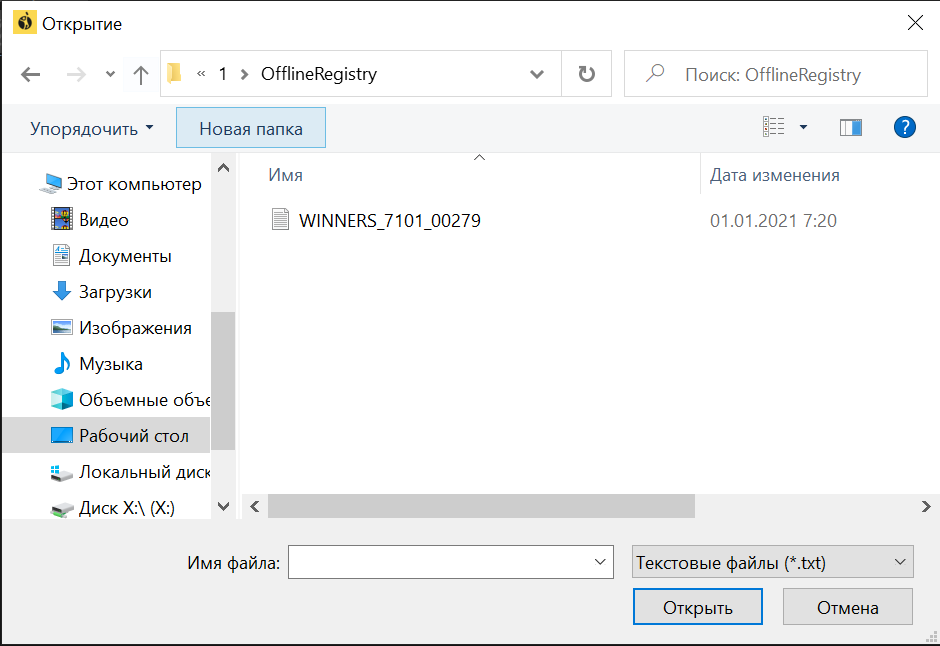 Открытие
« 1 › OfflineRegistry
Поиск: OfflineRegistry
Упорядочить
Новая папка
?
Имя
Дата изменения
Этот компьютер
Видео
Документы
Загрузки
Изображения
Музыка
Объемные объе
Рабочий стол
Локальный диск
Диск X:\ (X:)
WINNERS_7101_00279
01.01.2021 7:20
Имя файла:
Текстовые файлы (*.txt)
Открыть
Отмена